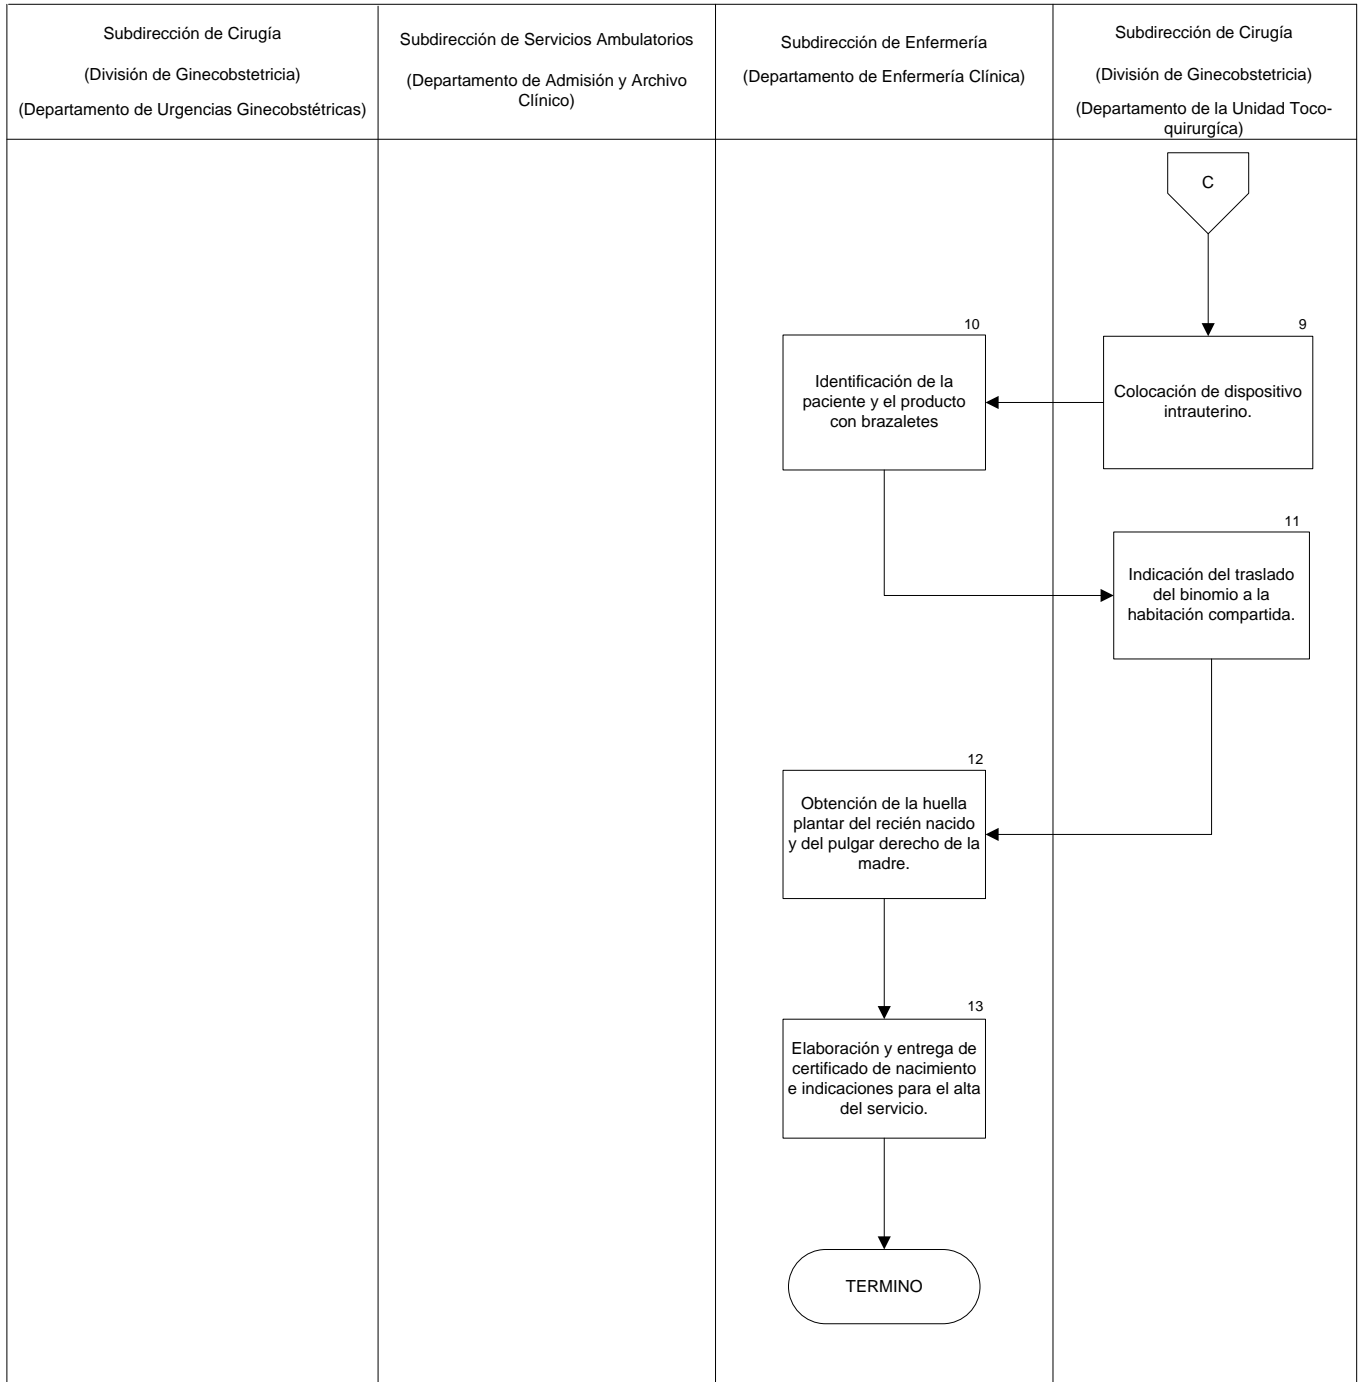 Subdirección de Cirugía
(División de Ginecobstetricia)
(Departamento de Urgencias Ginecobstétricas)
Subdirección de Servicios Ambulatorios
(Departamento de Admisión y Archivo
Clínico)
Subdirección de Enfermería
(Departamento de Enfermería Clínica)
Subdirección de Cirugía
(División de Ginecobstetricia)
(Departamento de la Unidad Toco-
quirurgíca)
C
9
Colocación de dispositivo
intrauterino.
10
Identificación de la
paciente y el producto
con brazaletes
11
Indicación del traslado
del binomio a la
habitación compartida.
12
Obtención de la huella
plantar del recién nacido
y del pulgar derecho de la
madre.
13
Elaboración y entrega de
certificado de nacimiento
e indicaciones para el alta
del servicio.
TERMINO